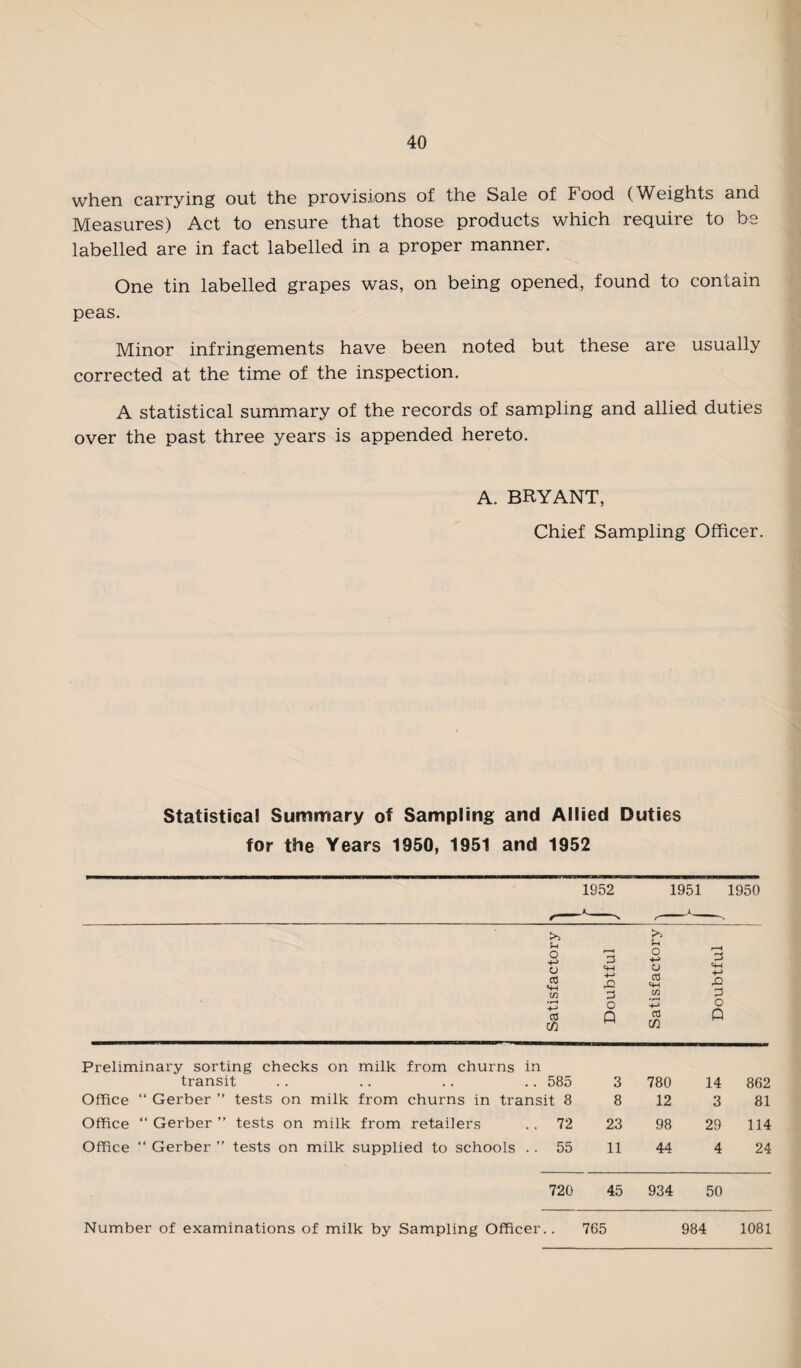 40
when carrying out the provisions of the Sale of Food (Weights and
Measures) Act to ensure that those products which require to be
labelled are in fact labelled in a proper manner.
One tin labelled grapes was, on being opened, found to contain
peas.
Minor infringements have been noted but these are usually
corrected at the time of the inspection.
A statistical summary of the records of sampling and allied duties
over the past three years is appended hereto.
A. BRYANT,
Chief Sampling Officer.
Statistical Summary of Sampling and Allied Duties
for the Years 1950, 1951 and 1952
1952 1951 1950
Satisfactory Doubtful Satisfactory Doubtful
Preliminary sorting checks on milk from churns in
transit .. .. .. .. 585 3 780 14 862
Office “ Gerber ” tests on milk from churns in transit 8 8 12 3 81
Office “ Gerber ” tests on milk from retailers .. 72 23 98 29 114
Office “ Gerber ” tests on milk supplied to schools .. 55 11 44 4 24
720 45 934 50
Number of examinations of milk by Sampling Officer.. 765 984 1081